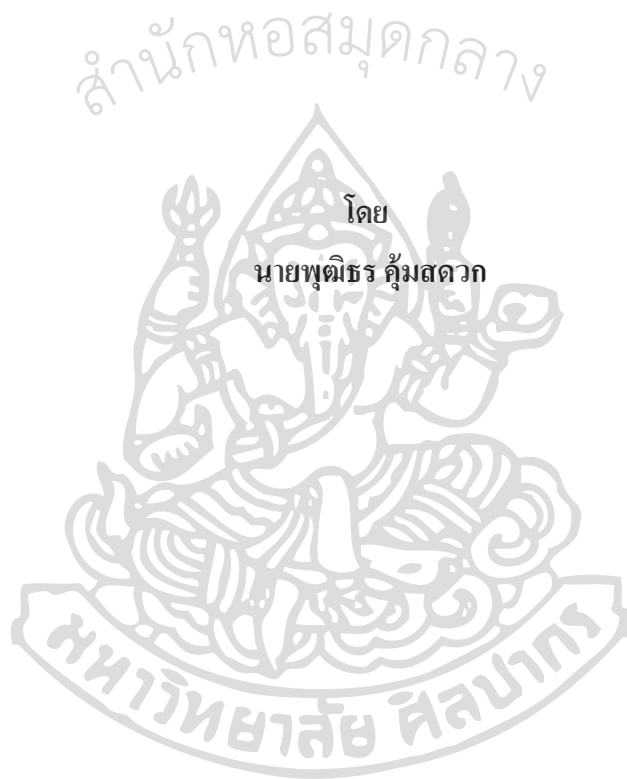 สำนักหอสมุดกลาง
โดย
นายพุฒิธร คุ้มสดวก
มหาวิทยาลัย ศิลปากร